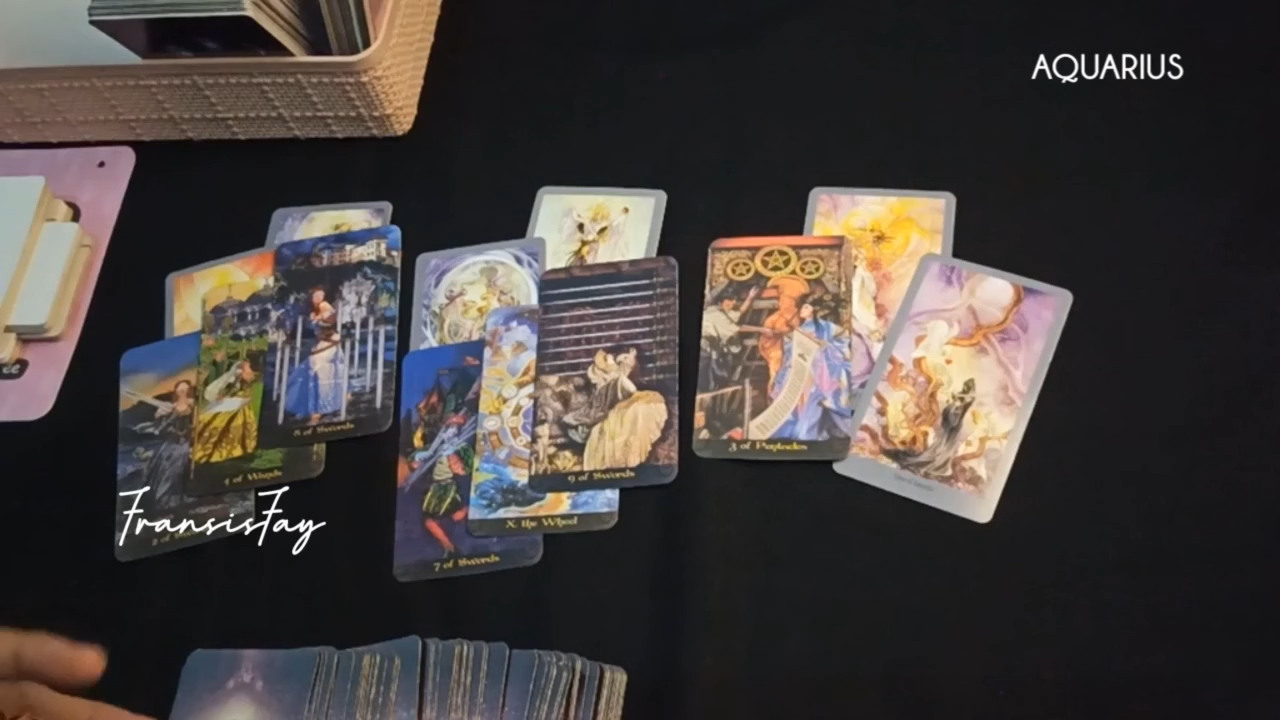 AQUARIUS
8 of Swords
4 of Wands
3 of Pentacles
9 of Swords
X. the Wheel
FransisFay
7 of Swords